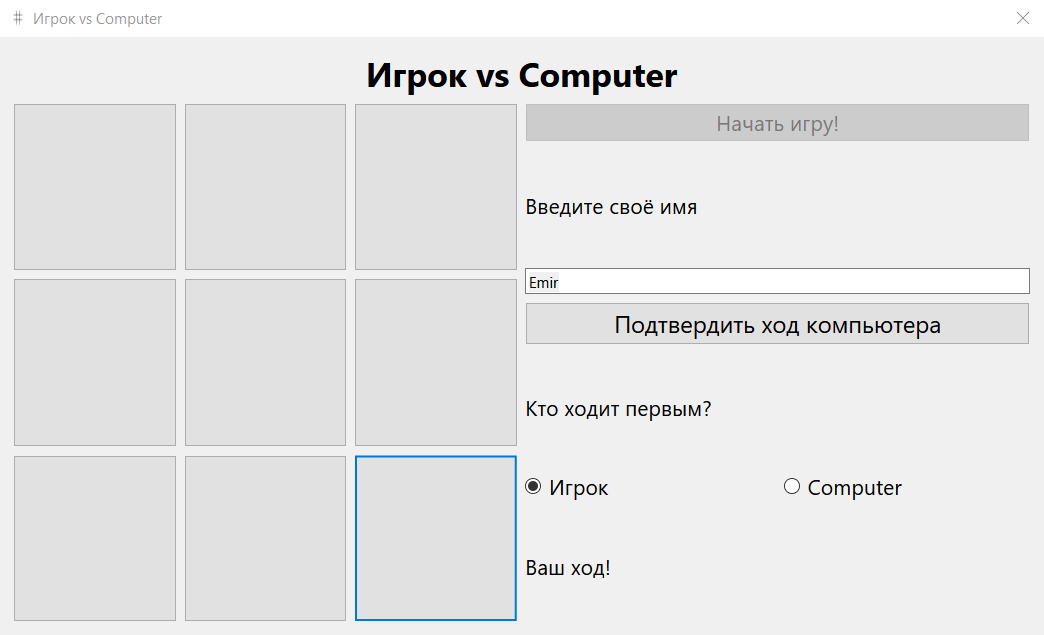 Игрок vs Computer
Игрок vs Computer
Начать игру!
Введите своё имя
Emir
Подтвердить ход компьютера
Кто ходит первым?
Игрок
Computer
Ваш ход!